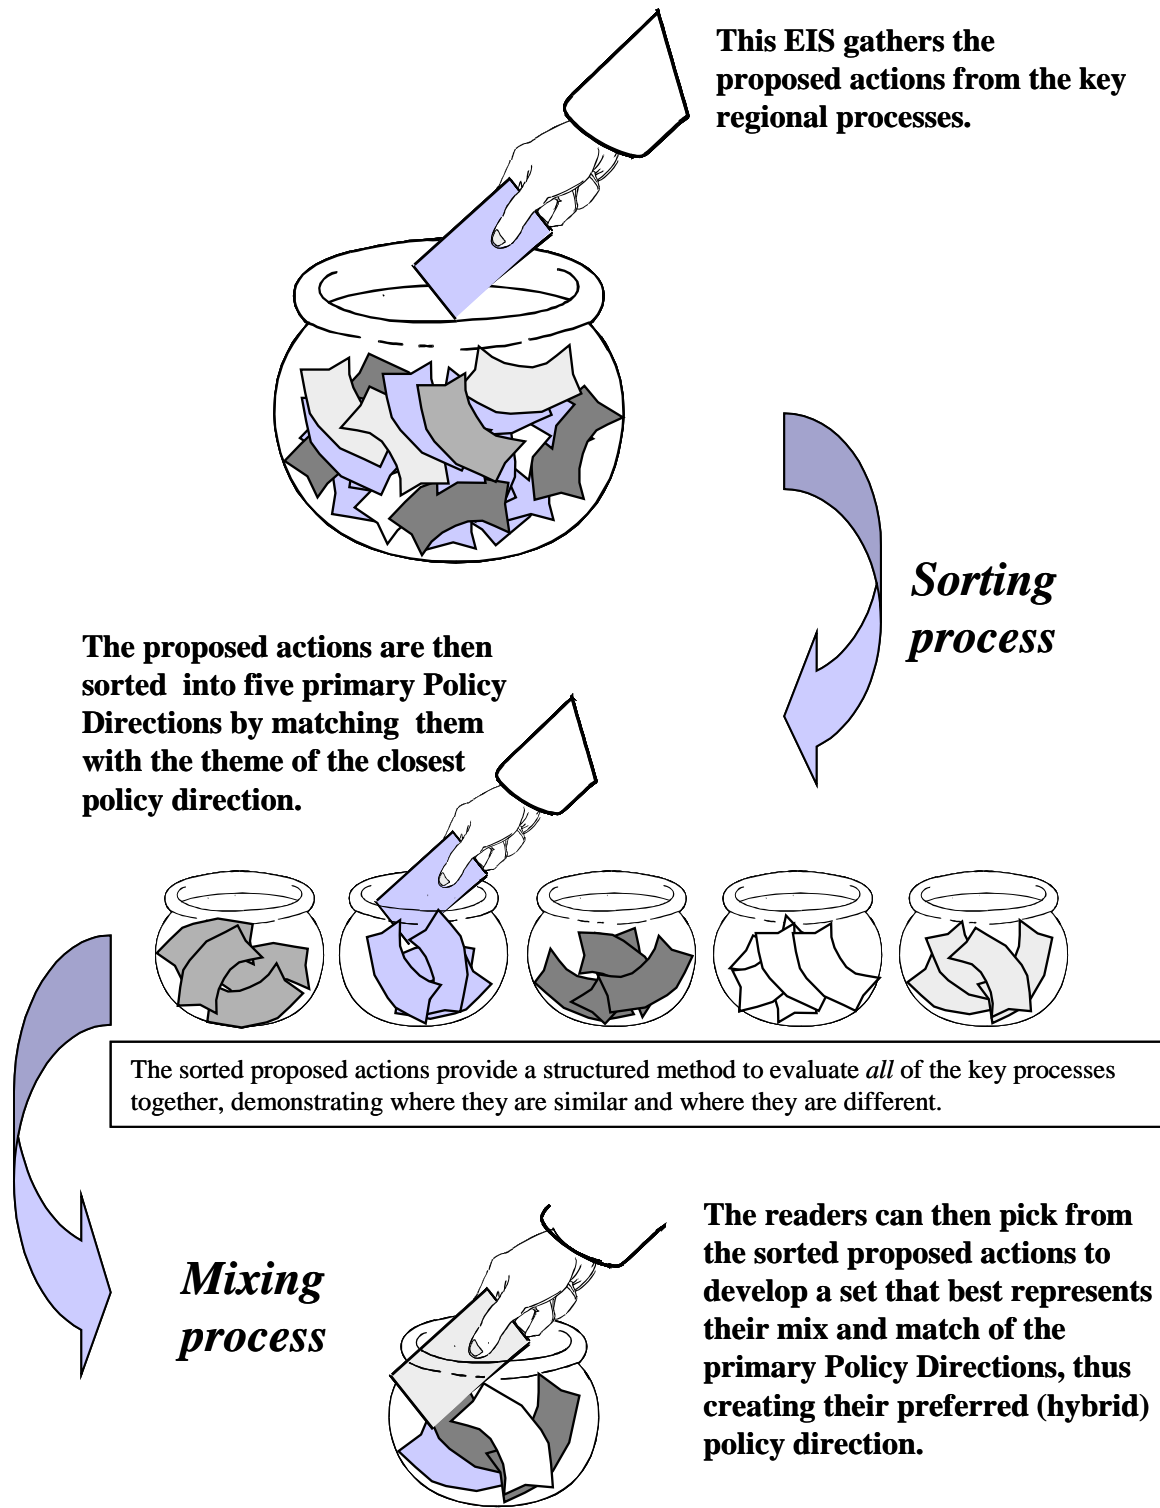 This EIS gathers the
proposed actions from the key
regional processes.
Sorting
process
The proposed actions are then
sorted  into five primary Policy
Directions by matching  them
with the theme of the closest
policy direction.
The sorted proposed actions provide a structured method to evaluate all of the key processes
together, demonstrating where they are similar and where they are different.
Mixing
process
The readers can then pick from
the sorted proposed actions to
develop a set that best represents
their mix and match of the
primary Policy Directions, thus
creating their preferred (hybrid)
policy direction.